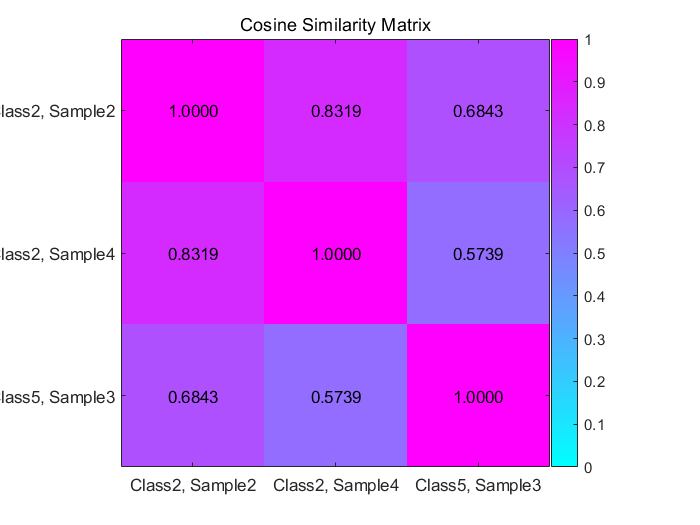 Cosine Similarity Matrix
lass2, Sample2
1.0000
0.8319
0.6843
lass2, Sample4
0.8319
1.0000
0.5739
lass5, Sample3
0.6843
0.5739
1.0000
Class2, Sample2
Class2, Sample4
Class5, Sample3
1
0.9
0.8
0.7
0.6
0.5
0.4
0.3
0.2
0.1
0